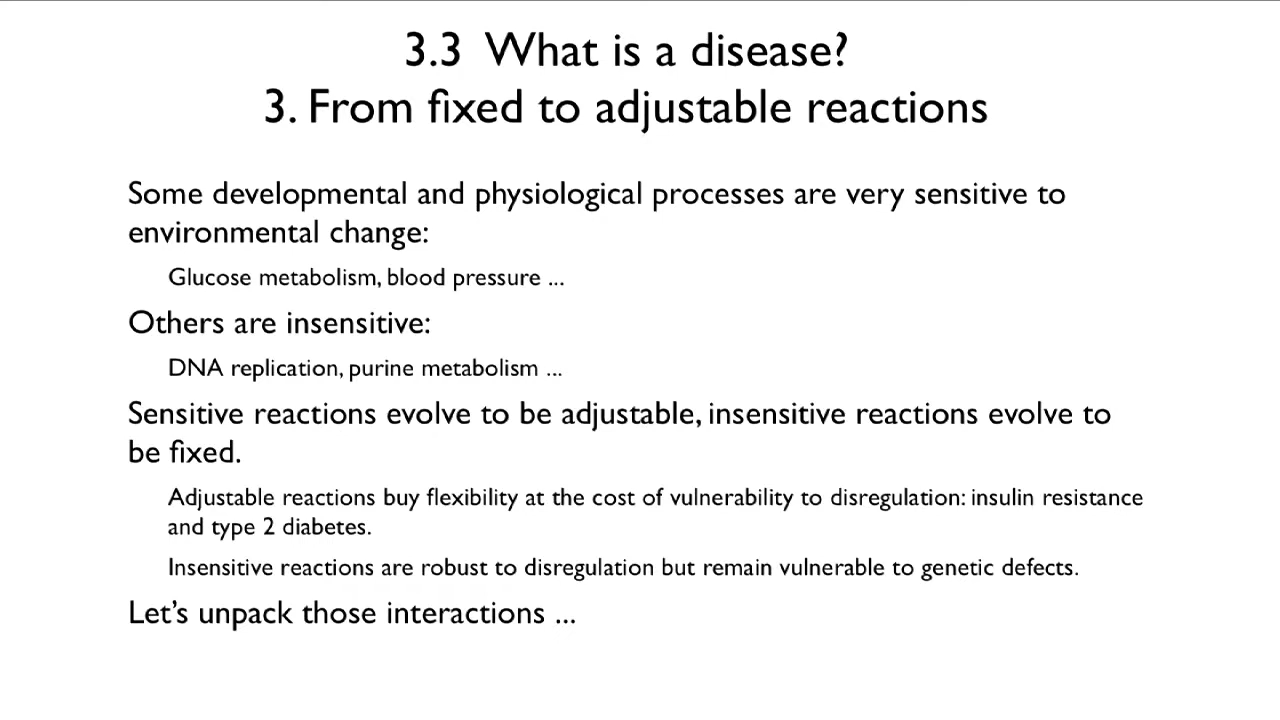 3.3 What is a disease?
3. From fixed to adjustable reactions
Some developmental and physiological processes are very sensitive to
environmental change:
Glucose metabolism, blood pressure ...
Others are insensitive:
DNA replication, purine metabolism ...
Sensitive reactions evolve to be adjustable, insensitive reactions evolve to
be fixed.
Adjustable reactions buy flexibility at the cost of vulnerability to disregulation: insulin resistance
and type 2 diabetes.
Insensitive reactions are robust to disregulation but remain vulnerable to genetic defects.
Let’s unpack those interactions ...